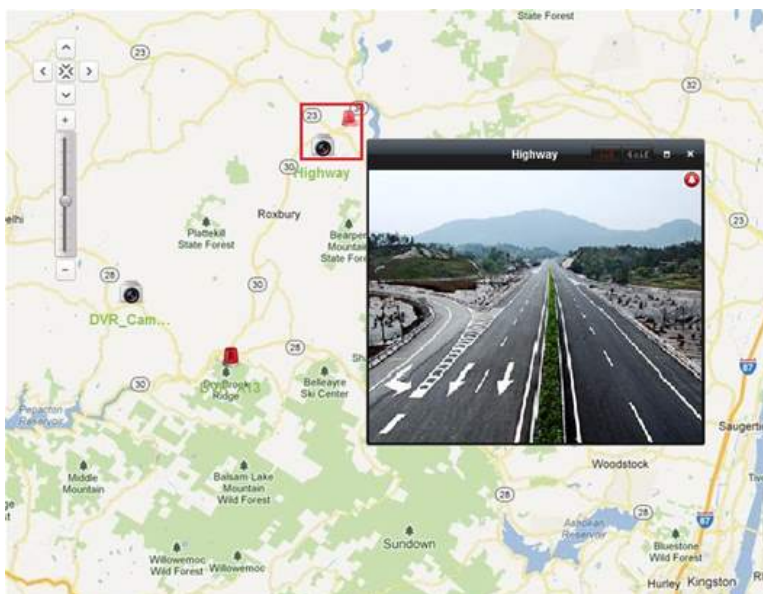 State Forest
23
32
23
30
Highway
Highway
Roxbury
Plattekill
State Forest
Bearpen
Mountain
State Fore
23
elhi
28
30
DVR_Cam...
28
30
Dry Brook
Ridge
Belleayre
Ski Center
87
Pepacton
Reservoir
Saugerti
Woodstock
Middle
Mountain
Balsam Lake
Mountain
Wild Forest
28
28
87
Ashokan
Reservoir
Sundown
Bluestone
Wild Forest
Willowemoc
Wild Forest
Willowemoc
Hurley
Kingston